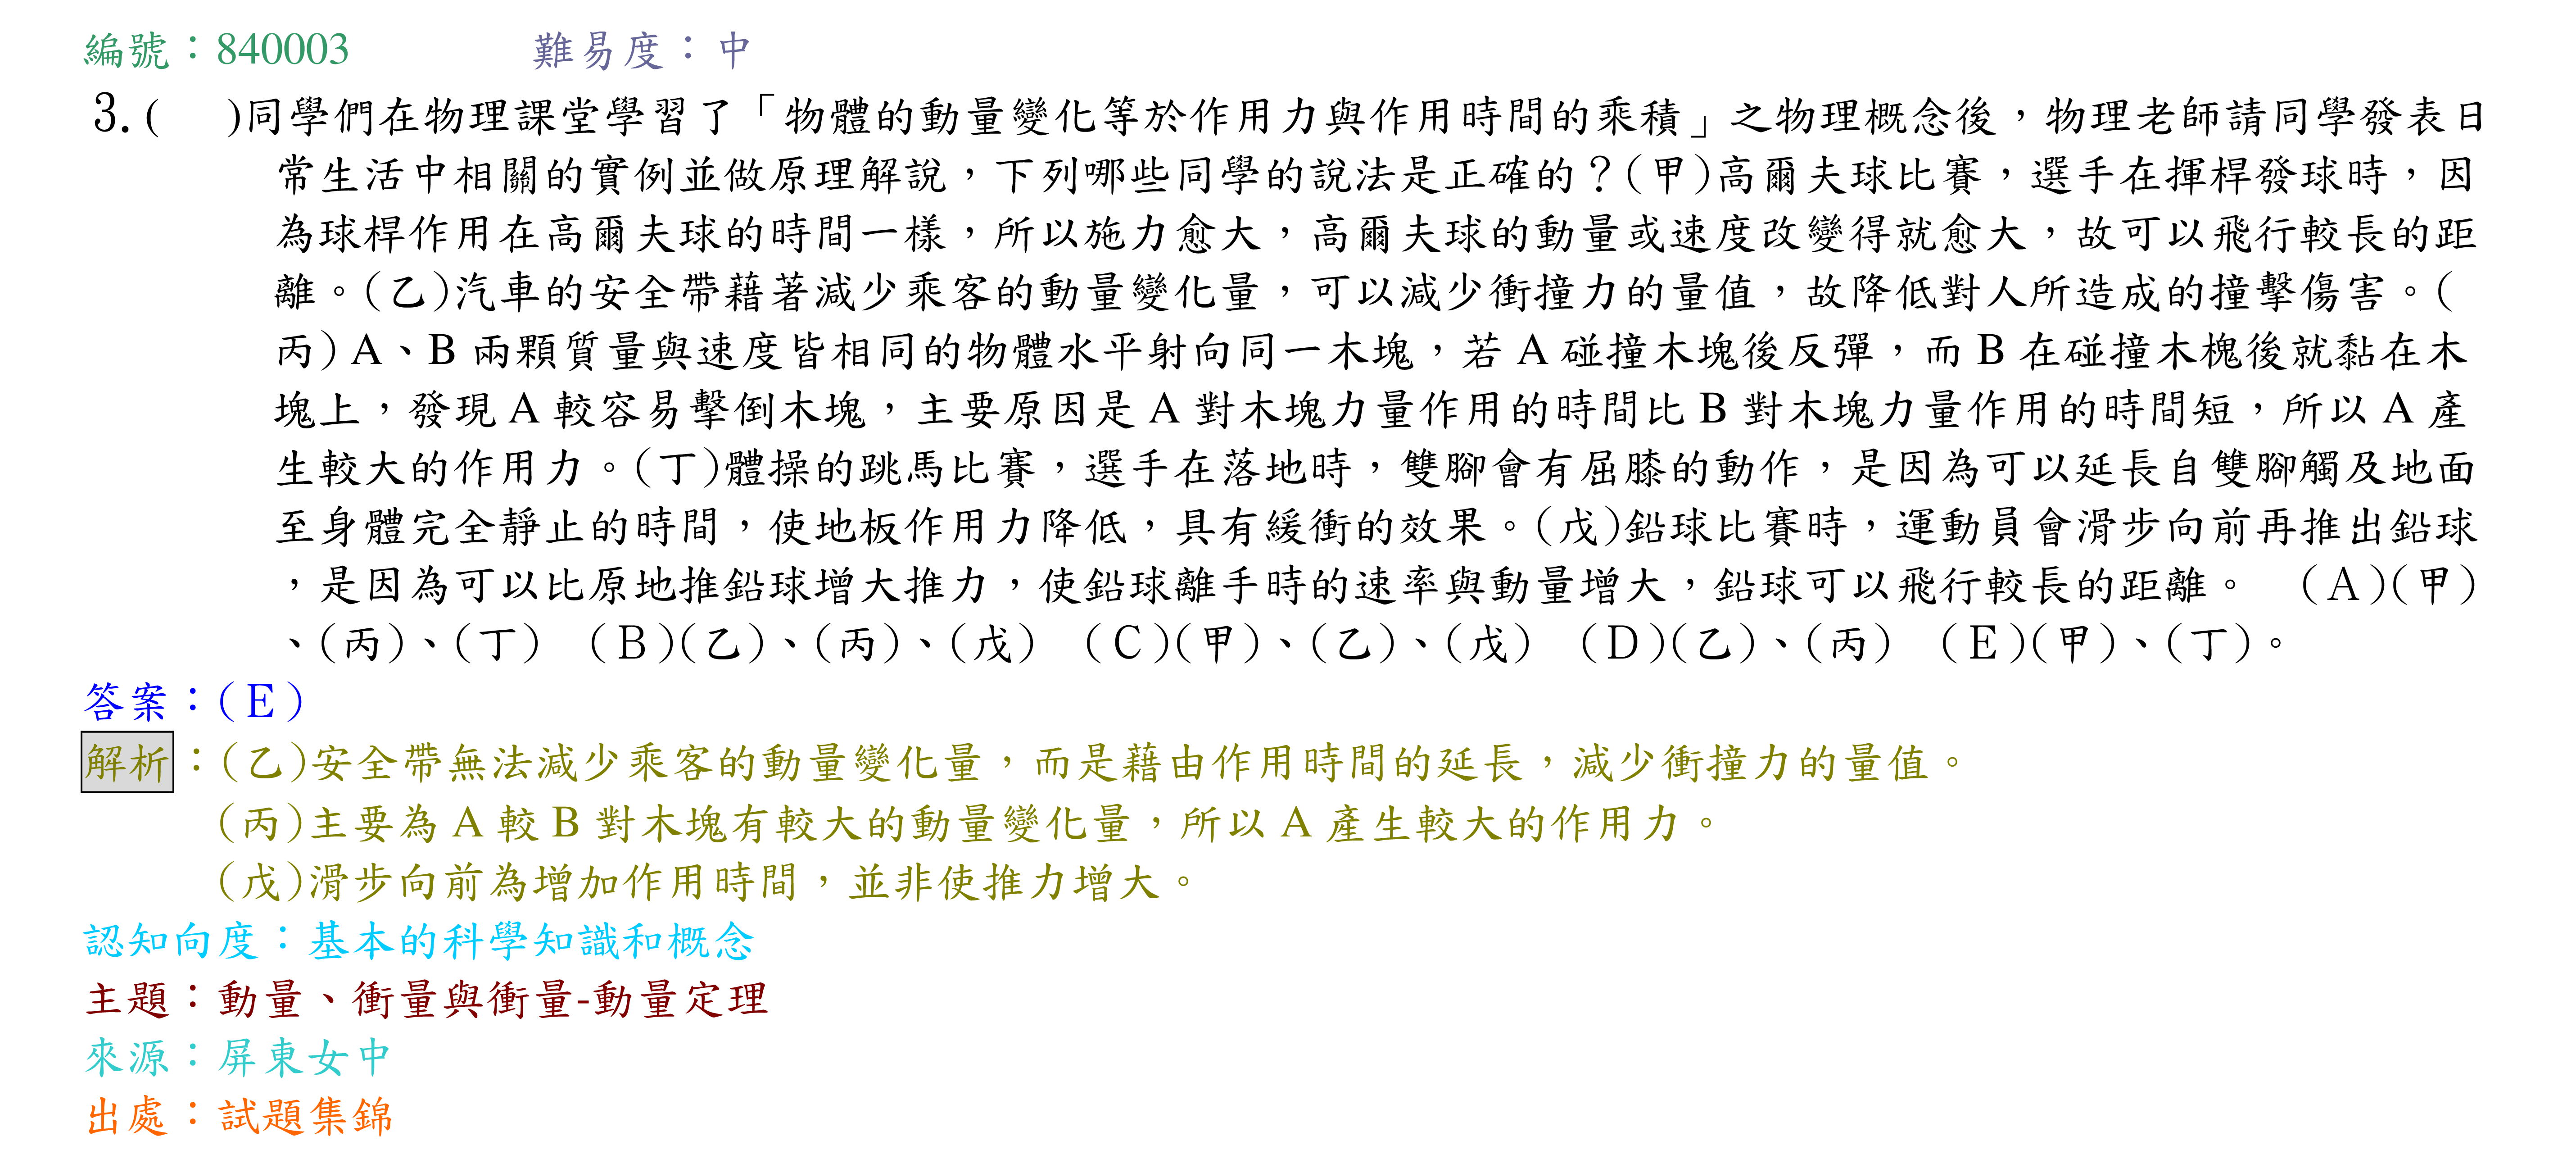 編號：840003 難易度：中
3.( )同學們在物理課堂學習了「物體的動量變化等於作用力與作用時間的乘積」之物理概念後，物理老師請同學發表日
常生活中相關的實例並做原理解說，下列哪些同學的說法是正確的？(甲)高爾夫球比賽，選手在揮桿發球時，因
為球桿作用在高爾夫球的時間一樣，所以施力愈大，高爾夫球的動量或速度改變得就愈大，故可以飛行較長的距
離。(乙)汽車的安全帶藉著減少乘客的動量變化量，可以減少衝撞力的量值，故降低對人所造成的撞擊傷害。(
丙) A、B 兩顆質量與速度皆相同的物體水平射向同一木塊，若 A 碰撞木塊後反彈，而 B 在碰撞木槐後就黏在木
塊上，發現 A 較容易擊倒木塊，主要原因是 A 對木塊力量作用的時間比 B 對木塊力量作用的時間短，所以 A 產
生較大的作用力。(丁)體操的跳馬比賽，選手在落地時，雙腳會有屈膝的動作，是因為可以延長自雙腳觸及地面
至身體完全靜止的時間，使地板作用力降低，具有緩衝的效果。(戊)鉛球比賽時，運動員會滑步向前再推出鉛球
，是因為可以比原地推鉛球增大推力，使鉛球離手時的速率與動量增大，鉛球可以飛行較長的距離。 （A)(甲)
、(丙)、(丁) （B)(乙)、(丙)、(戊) （C)(甲)、(乙)、(戊) （D)(乙)、(丙) （E)(甲)、(丁)。
答案：(E)
解析：(乙)安全帶無法減少乘客的動量變化量，而是藉由作用時間的延長，減少衝撞力的量值。
(丙)主要為 A 較 B 對木塊有較大的動量變化量，所以 A 產生較大的作用力。
(戊)滑步向前為增加作用時間，並非使推力增大。
認知向度：基本的科學知識和概念
主題：動量、衝量與衝量-動量定理
來源：屏東女中
出處：試題集錦